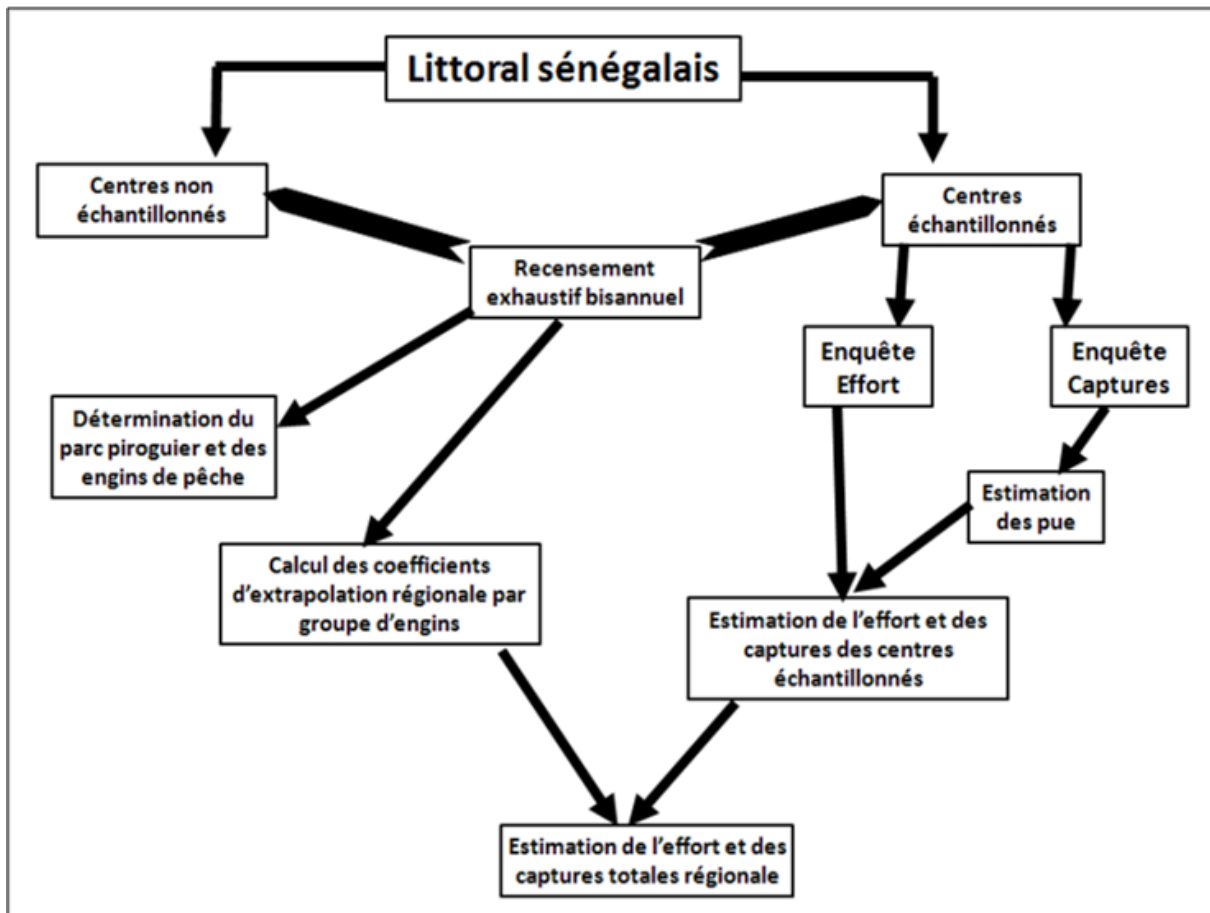 Littoral sénégalais
Centres non
échantillonnés
Centres
échantillonnés
Recensement
exhaustif bisannuel
Enquête
Effort
Enquête
Captures
Détermination du
parc piroguier et des
engins de pêche
Estimation
des pue
Calcul des coefficients
d’extrapolation régionale par
groupe d’engins
Estimation de l’effort et des
captures des centres
échantillonnés
Estimation de l’effort et des
captures totales régionale